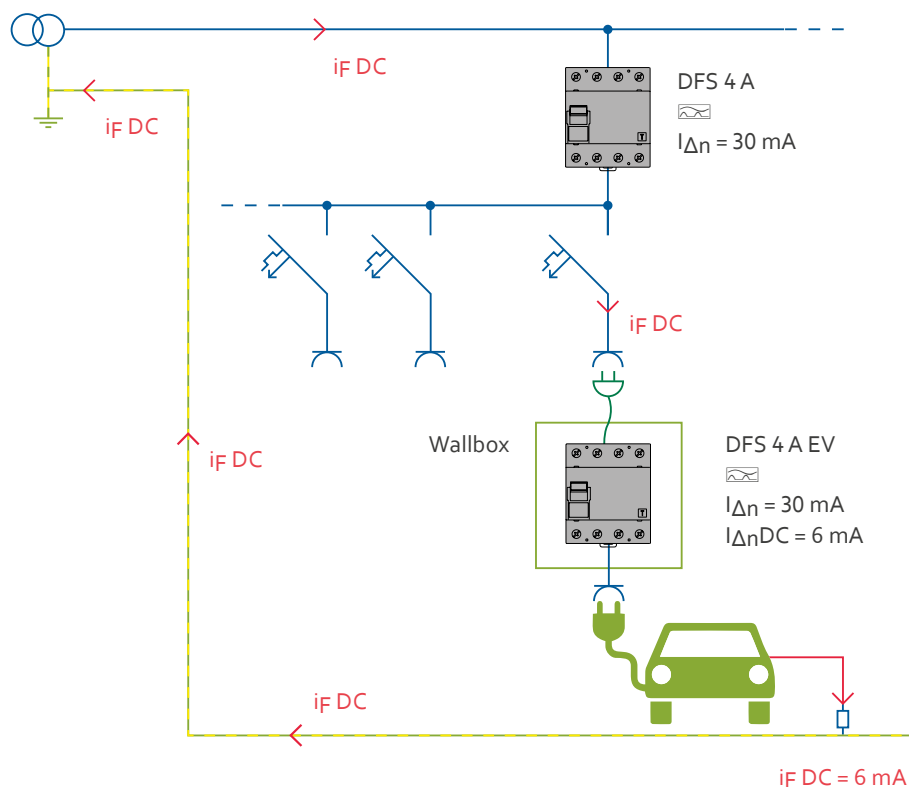 iF DC
iF DC
DFS 4 A
IΔn = 30 mA
T
iF DC
iF DC
Wallbox
DFS 4 A EV
IΔn = 30 mA
IΔnDC = 6 mA
T
iF DC
iF DC = 6 mA